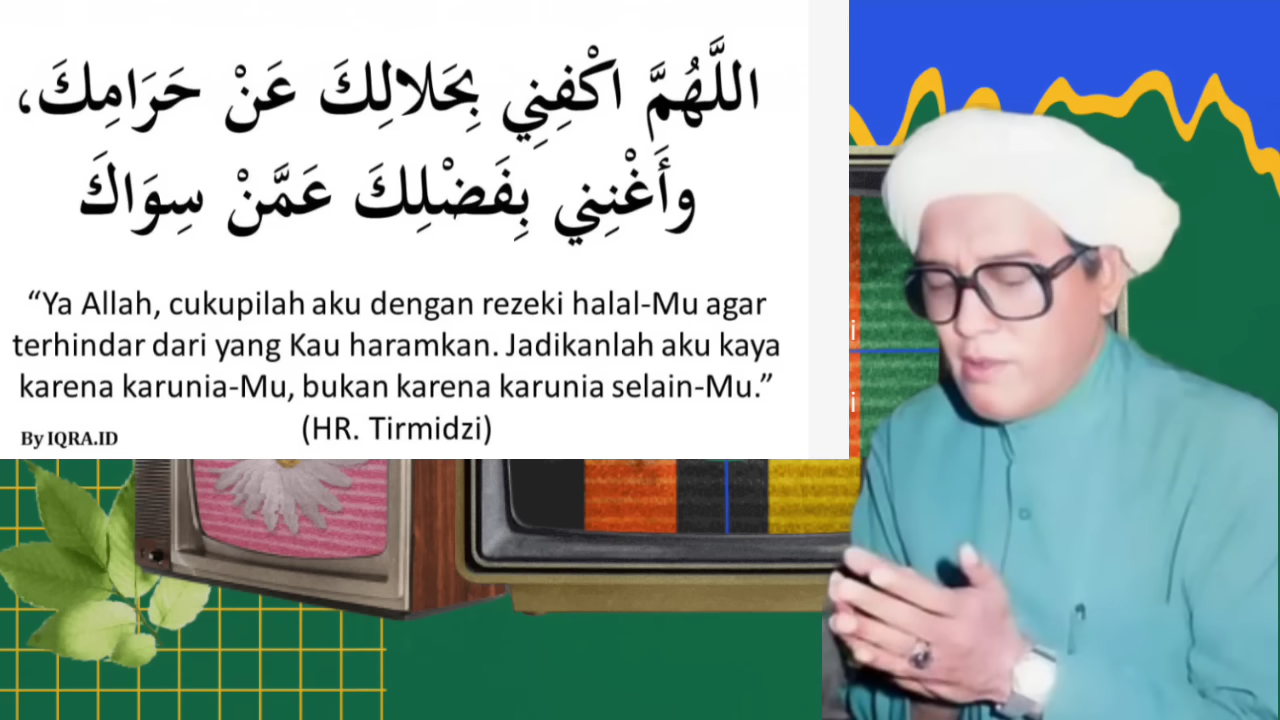 اللَّهُمَّ اكْفِنِي بِحَلالِكَ عَنْ حَرَامِكَ،
وأَغْنِنِي بِفَضْلِكَ عَمَّنْ سِوَاكَ
“Ya Allah, cukupilah aku dengan rezeki halal-Mu agar
terhindar dari yang Kau haramkan. Jadikanlah aku kaya
karena karunia-Mu, bukan karena karunia selain-Mu.”
(HR. Tirmidzi)
By IQRA.ID
i
i